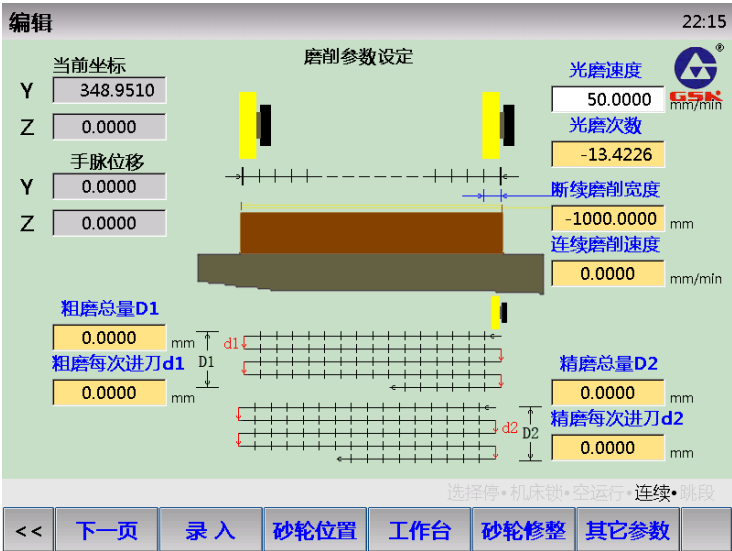 编辑
22:15
磨削参数设定
当前坐标
Y 348.9510
Z 0.0000
手脉位移
Y 0.0000
Z 0.0000
光磨速度
50.0000 mm/min
GSK®
光磨次数
-13.4226
断续磨削宽度
-1000.0000 mm
连续磨削速度
0.0000 mm/min
粗磨总量D1
0.0000 mm
粗磨每次进刀d1
0.0000 mm
D1
d1
精磨总量D2
0.0000 mm
精磨每次进刀d2
0.0000 mm
d2
D2
选择停•机床锁•空运行•连续•跳段
<< 下一页 录入 砂轮位置 工作台 砂轮修整 其它参数